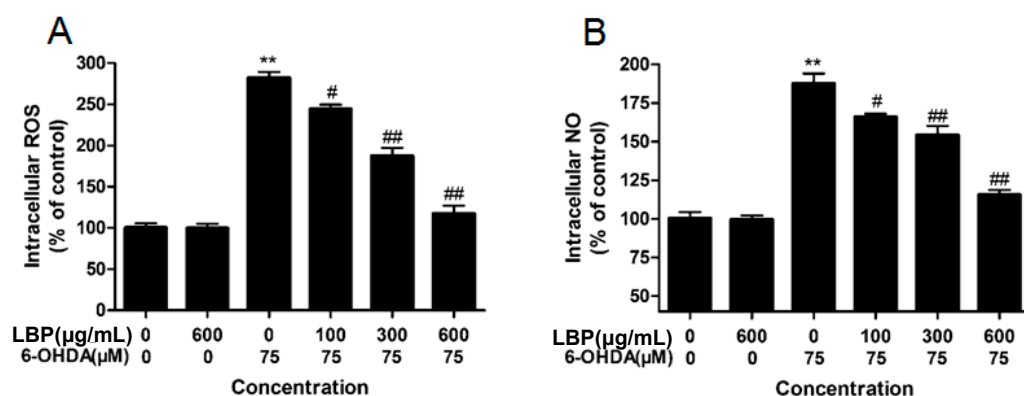 A
Intracellular ROS
(% of control)
300
250
200
150
100
50
0
**
#
##
##
LBP(µg/mL) 0 600 0 100 300 600
6-OHDA(µM) 0 0 75 75 75 75
Concentration
B
Intracellular NO
(% of control)
200
175
150
125
100
75
50
**
#
##
##
LBP(µg/mL) 0 600 0 100 300 600
6-OHDA(µM) 0 0 75 75 75 75
Concentration